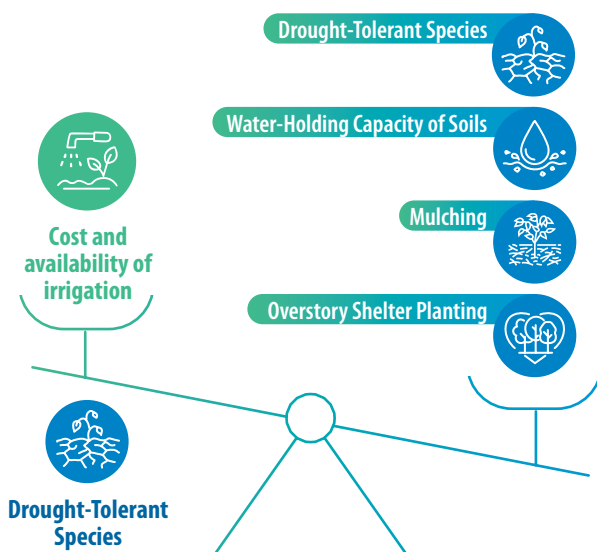 Drought-Tolerant Species
Water-Holding Capacity of Soils
Mulching
Overstory Shelter Planting
Cost and
availability of
irrigation
Drought-Tolerant
Species